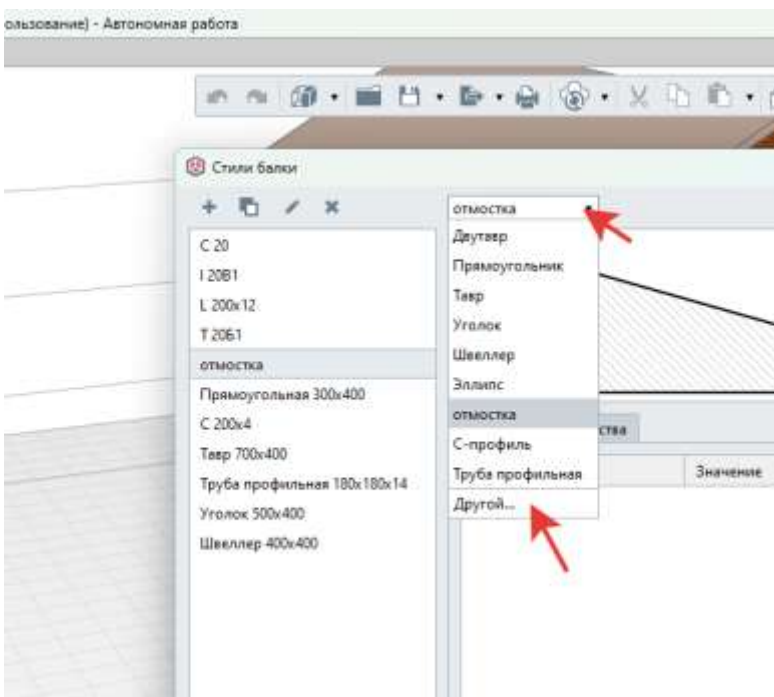 ользование) - Автономная работа
Стили балки
отмостка
C 20
I 20B1
L 200x12
T 20Б1
отмостка
Прямоугольная 300x400
C 200x4
Тавр 700x400
Труба профильная 180x180x14
Уголок 500x400
Швеллер 400x400
Двутавр
Прямоугольник
Тавр
Уголок
Швеллер
Эллипс
отмостка
С-профиль
Труба профильная
Другой...
ства
Значение